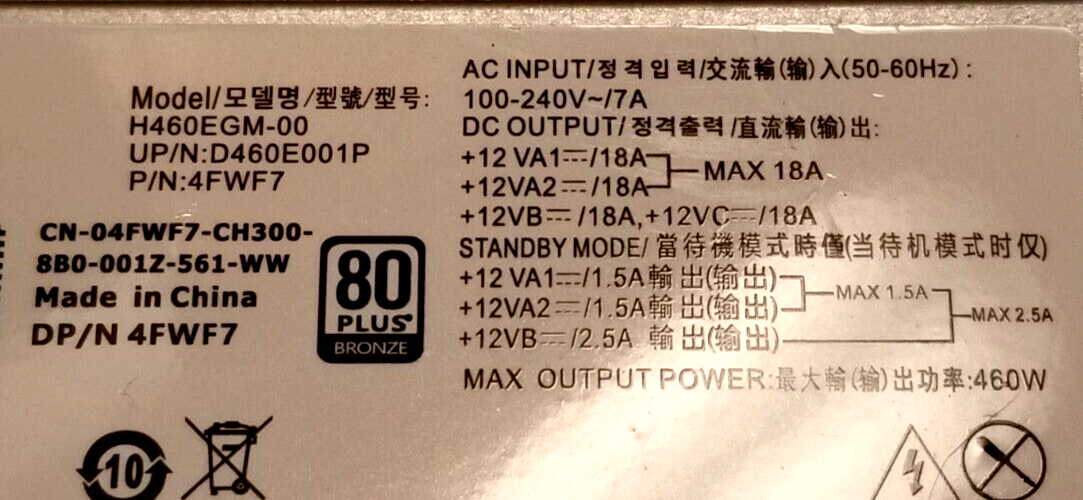 Model/모델명/型號/型号:
H460EGM-00
UP/N:D460E001P
P/N:4FWF7
CN-04FWF7-CH300-
8B0-001Z-561-WW
Made in China
DP/N 4FWF7
80
PLUS
BRONZE
AC INPUT/정격입력/交流輸(输)入(50-60Hz):
100-240V~/7A
DC OUTPUT/정격출력/直流輸(输)出:
+12 VA1⎓/18A
+12VA2⎓/18A
MAX 18A
+12VB⎓/18A,+12VC⎓/18A
STANDBY MODE/當待機模式時僅(当待机模式时仅)
+12 VA1⎓/1.5A輸出(输出)
+12VA2⎓/1.5A輸出(输出)
MAX 1.5A
+12VB⎓/2.5A 輸出(输出)
MAX 2.5A
MAX OUTPUT POWER:最大輸(输)出功率:460W
10